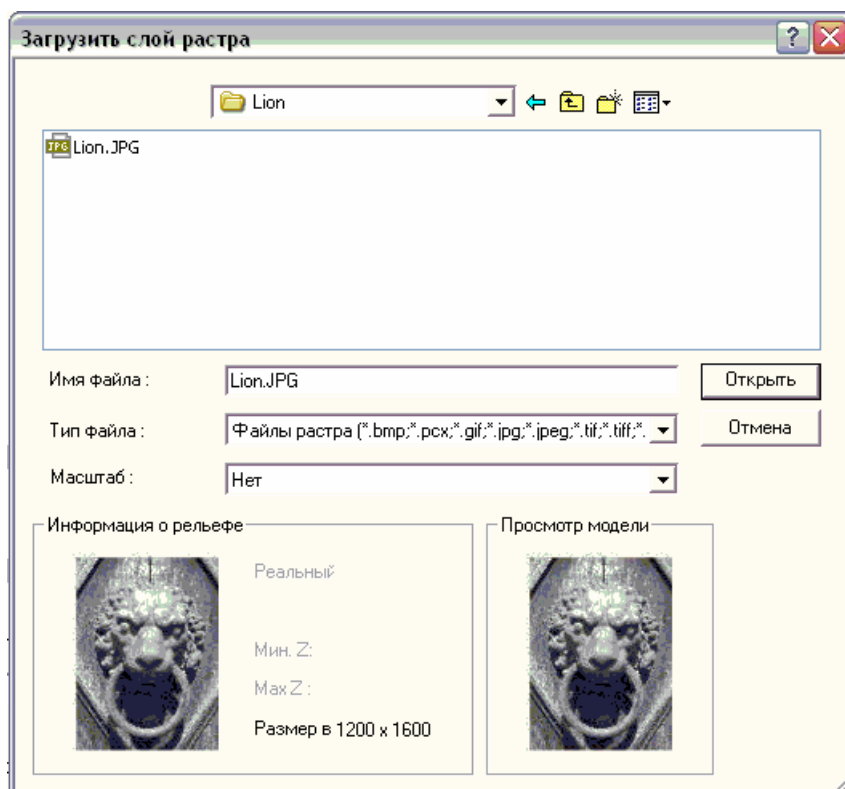 Загрузить слой растра
Lion
Lion.JPG
Имя файла :
Lion.JPG
Открыть
Тип файла :
Файлы растра (*.bmp;*.pcx;*.gif;*.jpg;*.jpeg;*.tif;*.tiff;*.
Отмена
Масштаб :
Нет
Информация о рельефе
Просмотр модели
Реальный
Мин. Z:
Max Z :
Размер в 1200 x 1600